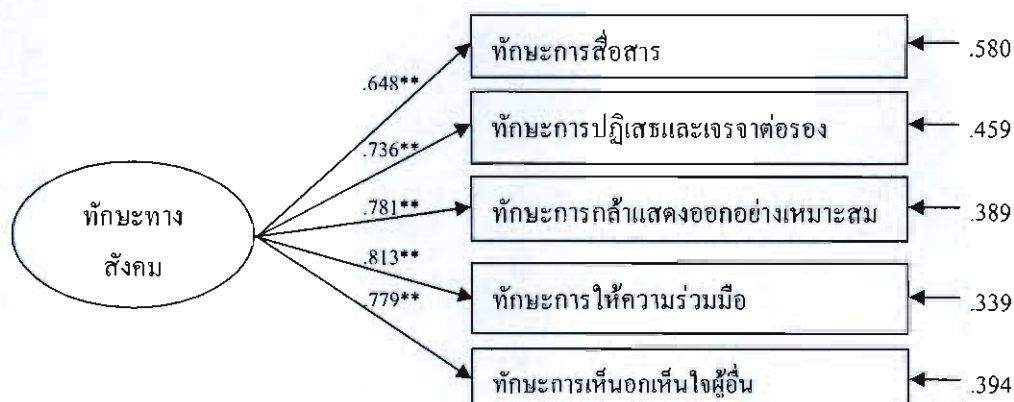 ทักษะการสื่อสาร
.580
.648**
ทักษะการปฏิเสธและเจรจาต่อรอง
.459
.736**
ทักษะทาง
สังคม
.781**
ทักษะการกล้าแสดงออกอย่างเหมาะสม
.389
.813**
ทักษะการให้ความร่วมมือ
.339
.779**
ทักษะการเห็นอกเห็นใจผู้อื่น
.394